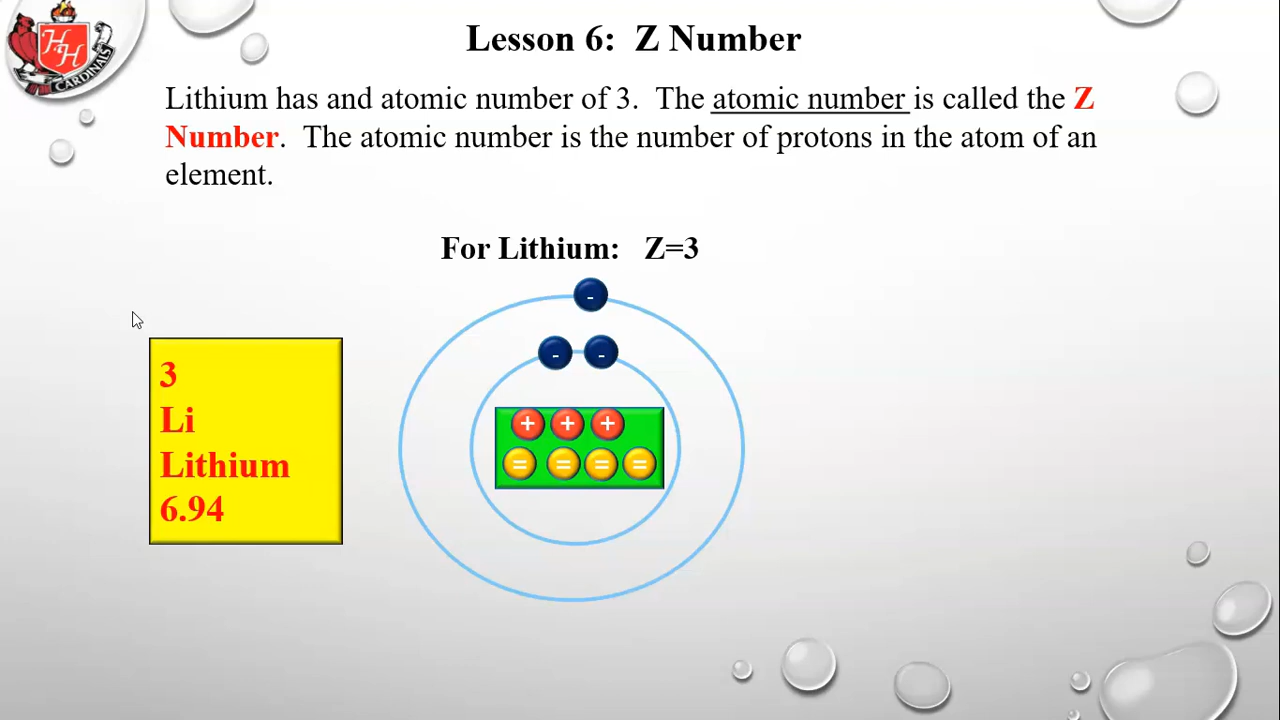 H
H
CARDINALS
Lesson 6: Z Number
Lithium has and atomic number of 3. The atomic number is called the Z
Number. The atomic number is the number of protons in the atom of an
element.
For Lithium: Z=3
-
- -
3
Li
Lithium
6.94
+ + +
= = = =